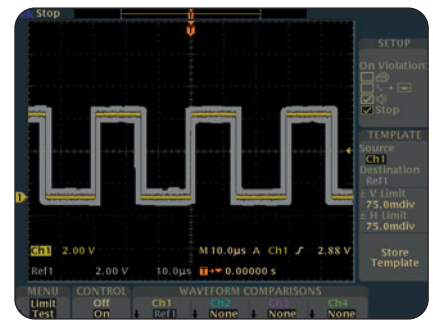 Stop
SETUP
On Violation:
Stop
TEMPLATE
Source
Ch1
Destination
Ref1
± V Limit
75.0mdiv
± H Limit
75.0mdiv
Store
Template
1
Ch1 2.00 V M 10.0µs A Ch1 2.88 V
Ref1 2.00 V 10.0µs 0.00000 s
MENU CONTROL WAVEFORM COMPARISONS
Limit Off Ch1 Ch2 Ch3 Ch4
Test On Ref1 None None None